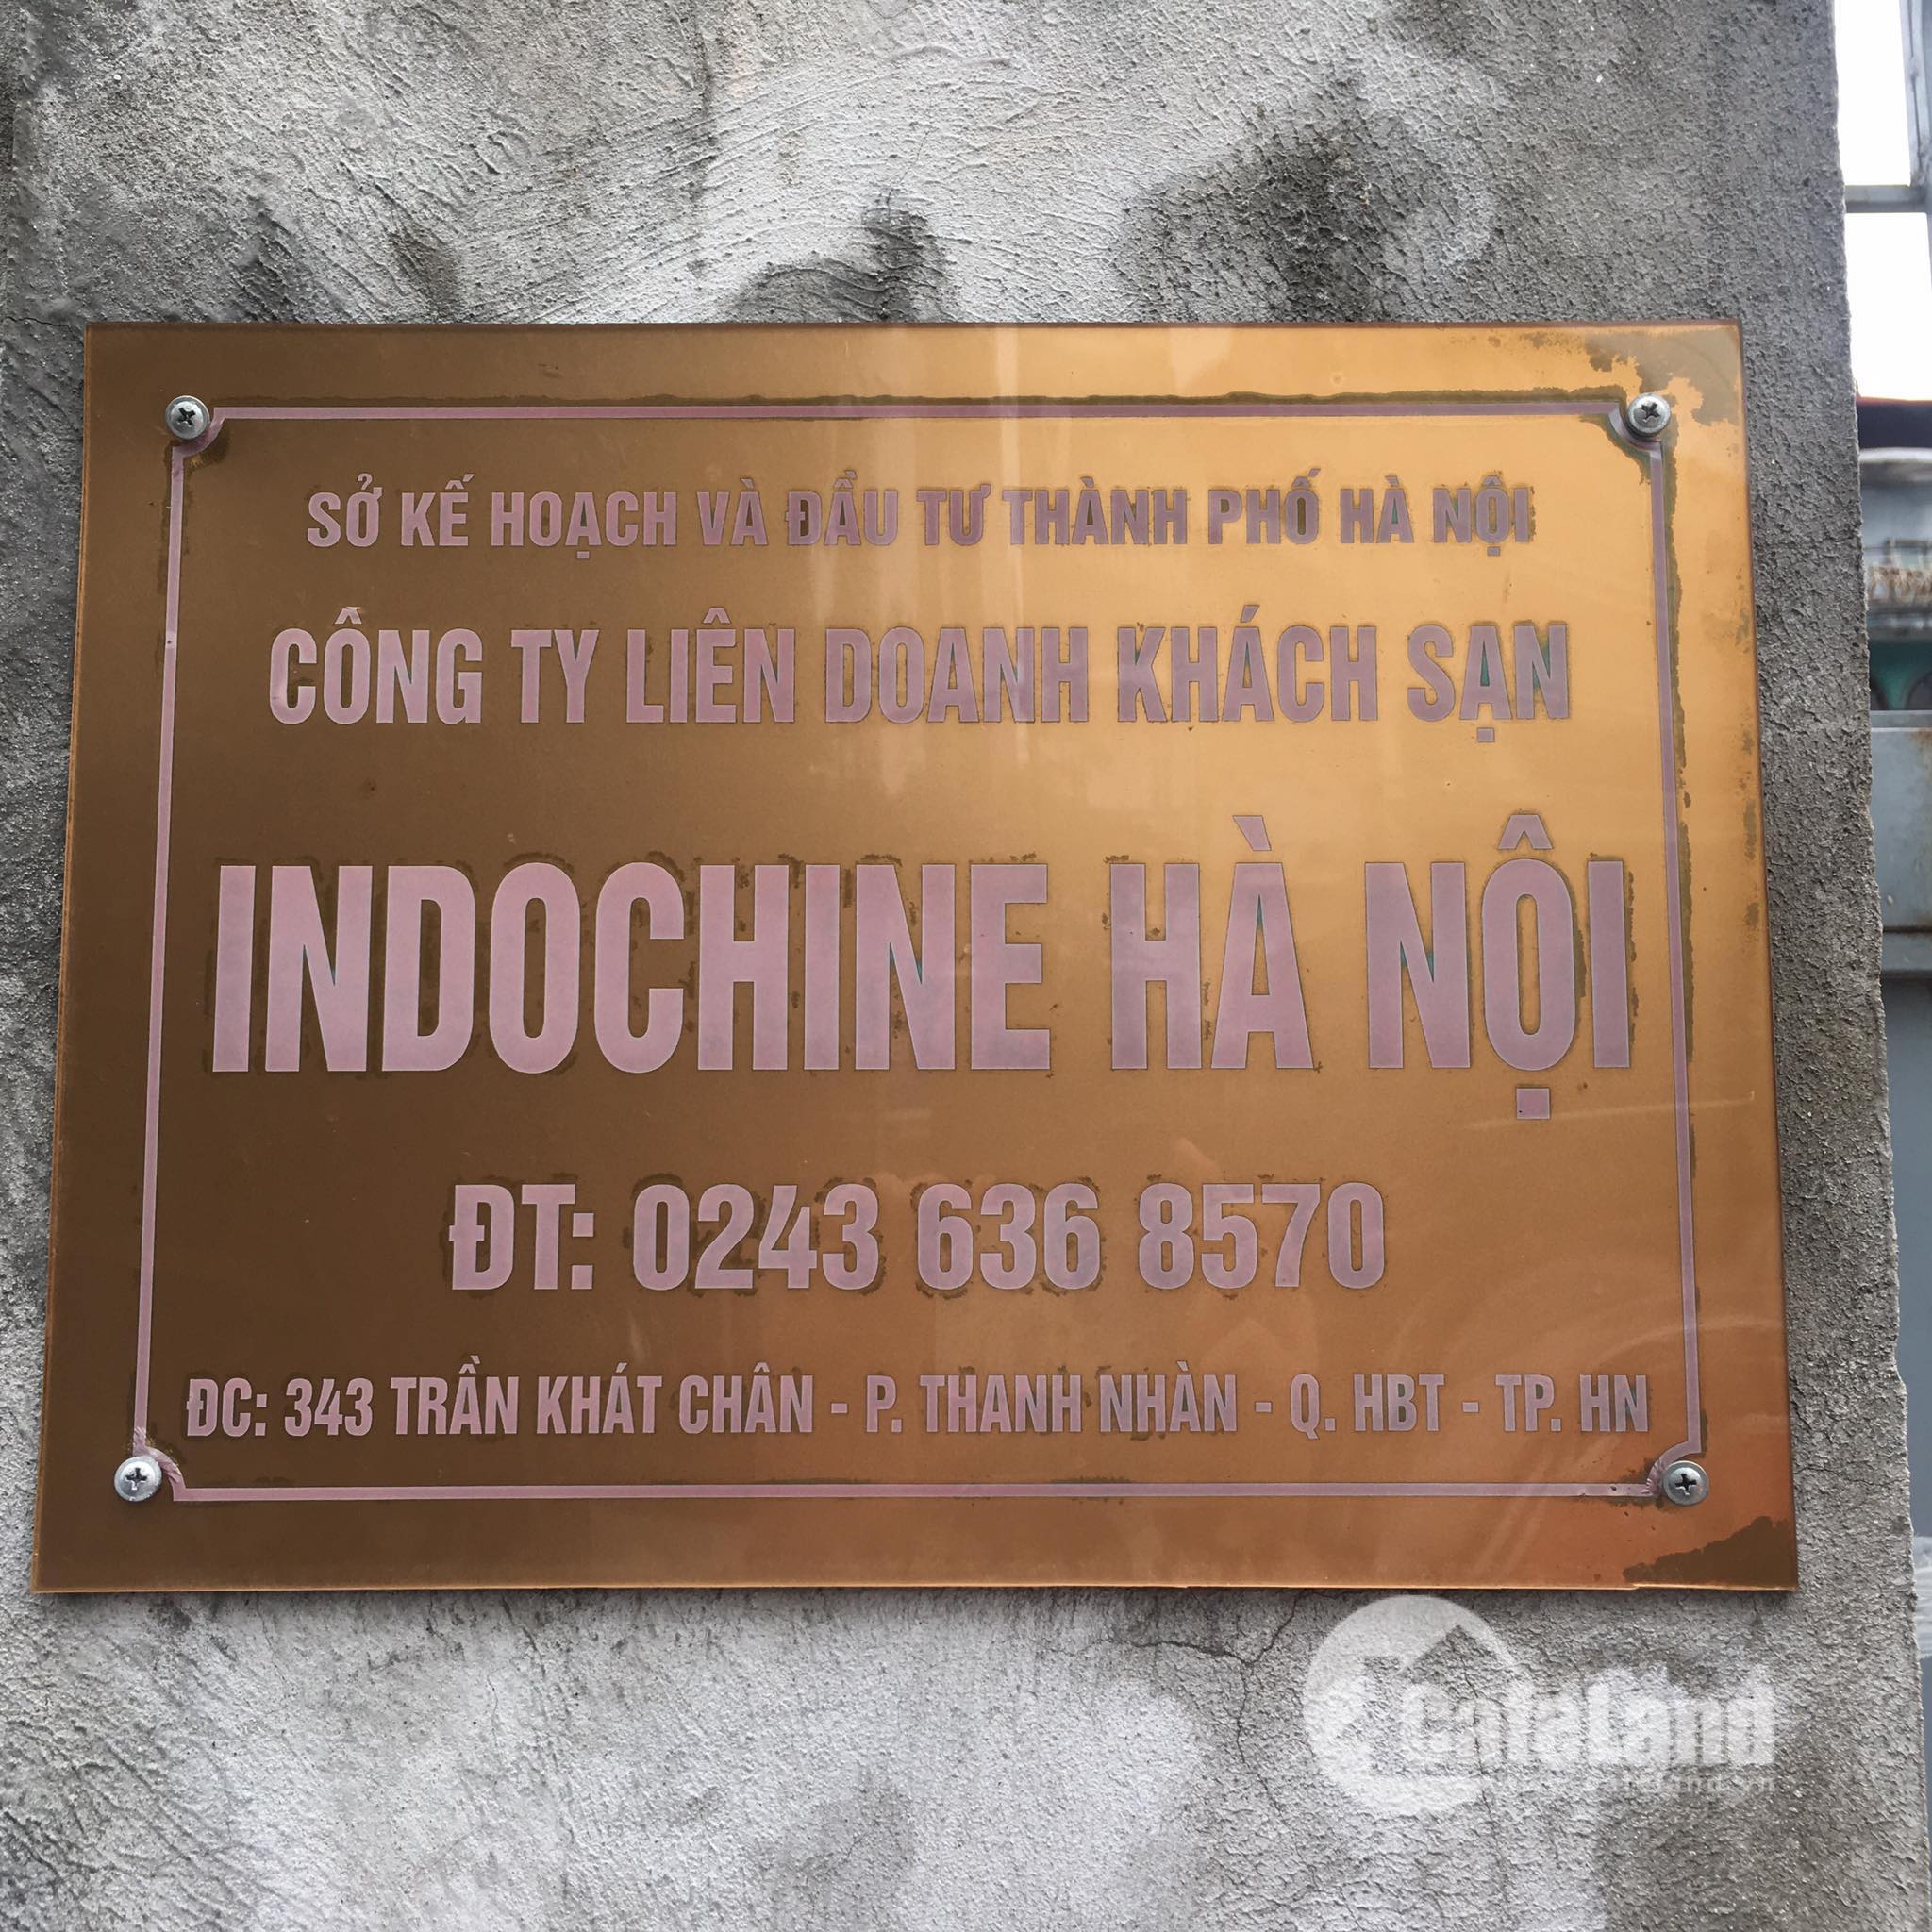 SỞ KẾ HOẠCH VÀ ĐẦU TƯ THÀNH PHỐ HÀ NỘI
CÔNG TY LIÊN DOANH KHÁCH SẠN
INDOCHINE HÀ NỘI
ĐT: 0243 636 8570
ĐC: 343 TRẦN KHÁT CHÂN - P. THANH NHÀN - Q. HBT - TP. HN
CafeLand